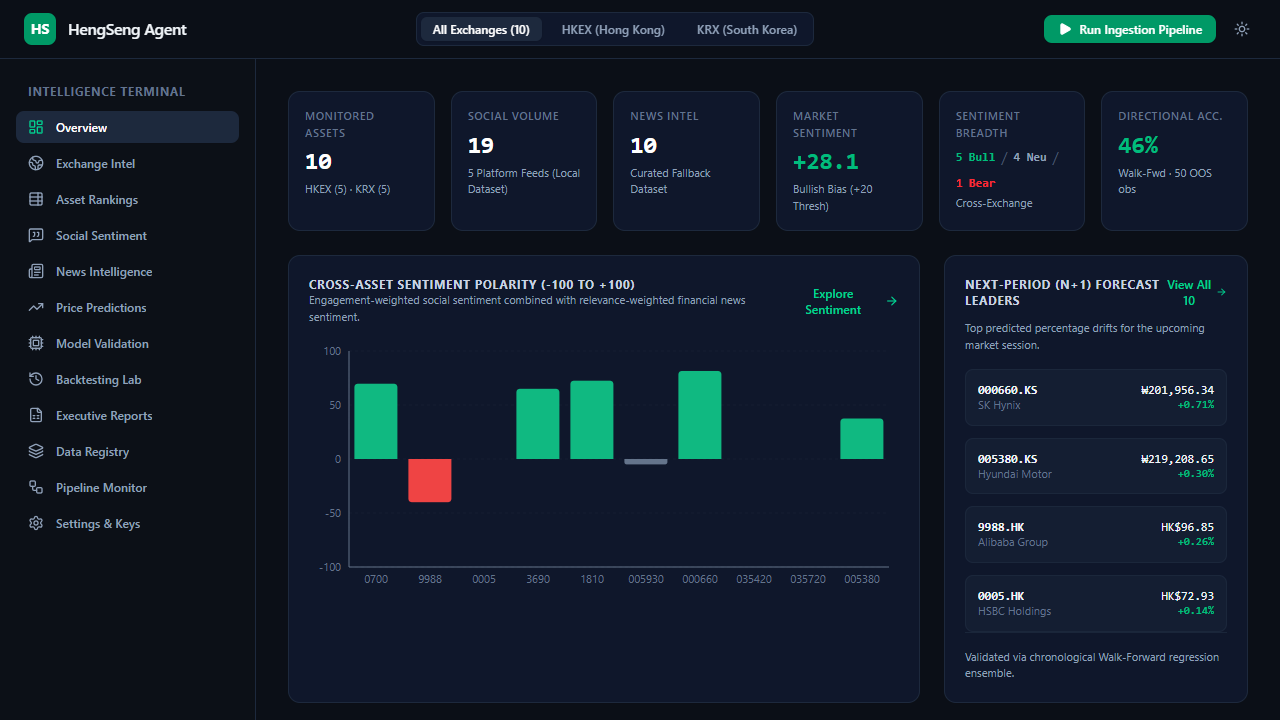 HS HengSeng Agent
All Exchanges (10) HKEX (Hong Kong) KRX (South Korea)
Run Ingestion Pipeline
INTELLIGENCE TERMINAL
Overview
Exchange Intel
Asset Rankings
Social Sentiment
News Intelligence
Price Predictions
Model Validation
Backtesting Lab
Executive Reports
Data Registry
Pipeline Monitor
Settings & Keys
MONITORED
ASSETS
10
HKEX (5) · KRX (5)
SOCIAL VOLUME
19
5 Platform Feeds (Local
Dataset)
NEWS INTEL
10
Curated Fallback
Dataset
MARKET
SENTIMENT
+28.1
Bullish Bias (+20
Thresh)
SENTIMENT
BREADTH
5 Bull / 4 Neu /
1 Bear
Cross-Exchange
DIRECTIONAL ACC.
46%
Walk-Fwd · 50 OOS
obs
CROSS-ASSET SENTIMENT POLARITY (-100 TO +100)
Engagement-weighted social sentiment combined with relevance-weighted financial news
sentiment.
Explore
Sentiment
100
50
0
-50
-100
0700 9988 0005 3690 1810 005930 000660 035420 035720 005380
NEXT-PERIOD (N+1) FORECAST
LEADERS
View All
10
Top predicted percentage drifts for the upcoming
market session.
000660.KS ₩201,956.34
SK Hynix +0.71%
005380.KS ₩219,208.65
Hyundai Motor +0.30%
9988.HK HK$96.85
Alibaba Group +0.26%
0005.HK HK$72.93
HSBC Holdings +0.14%
Validated via chronological Walk-Forward regression
ensemble.